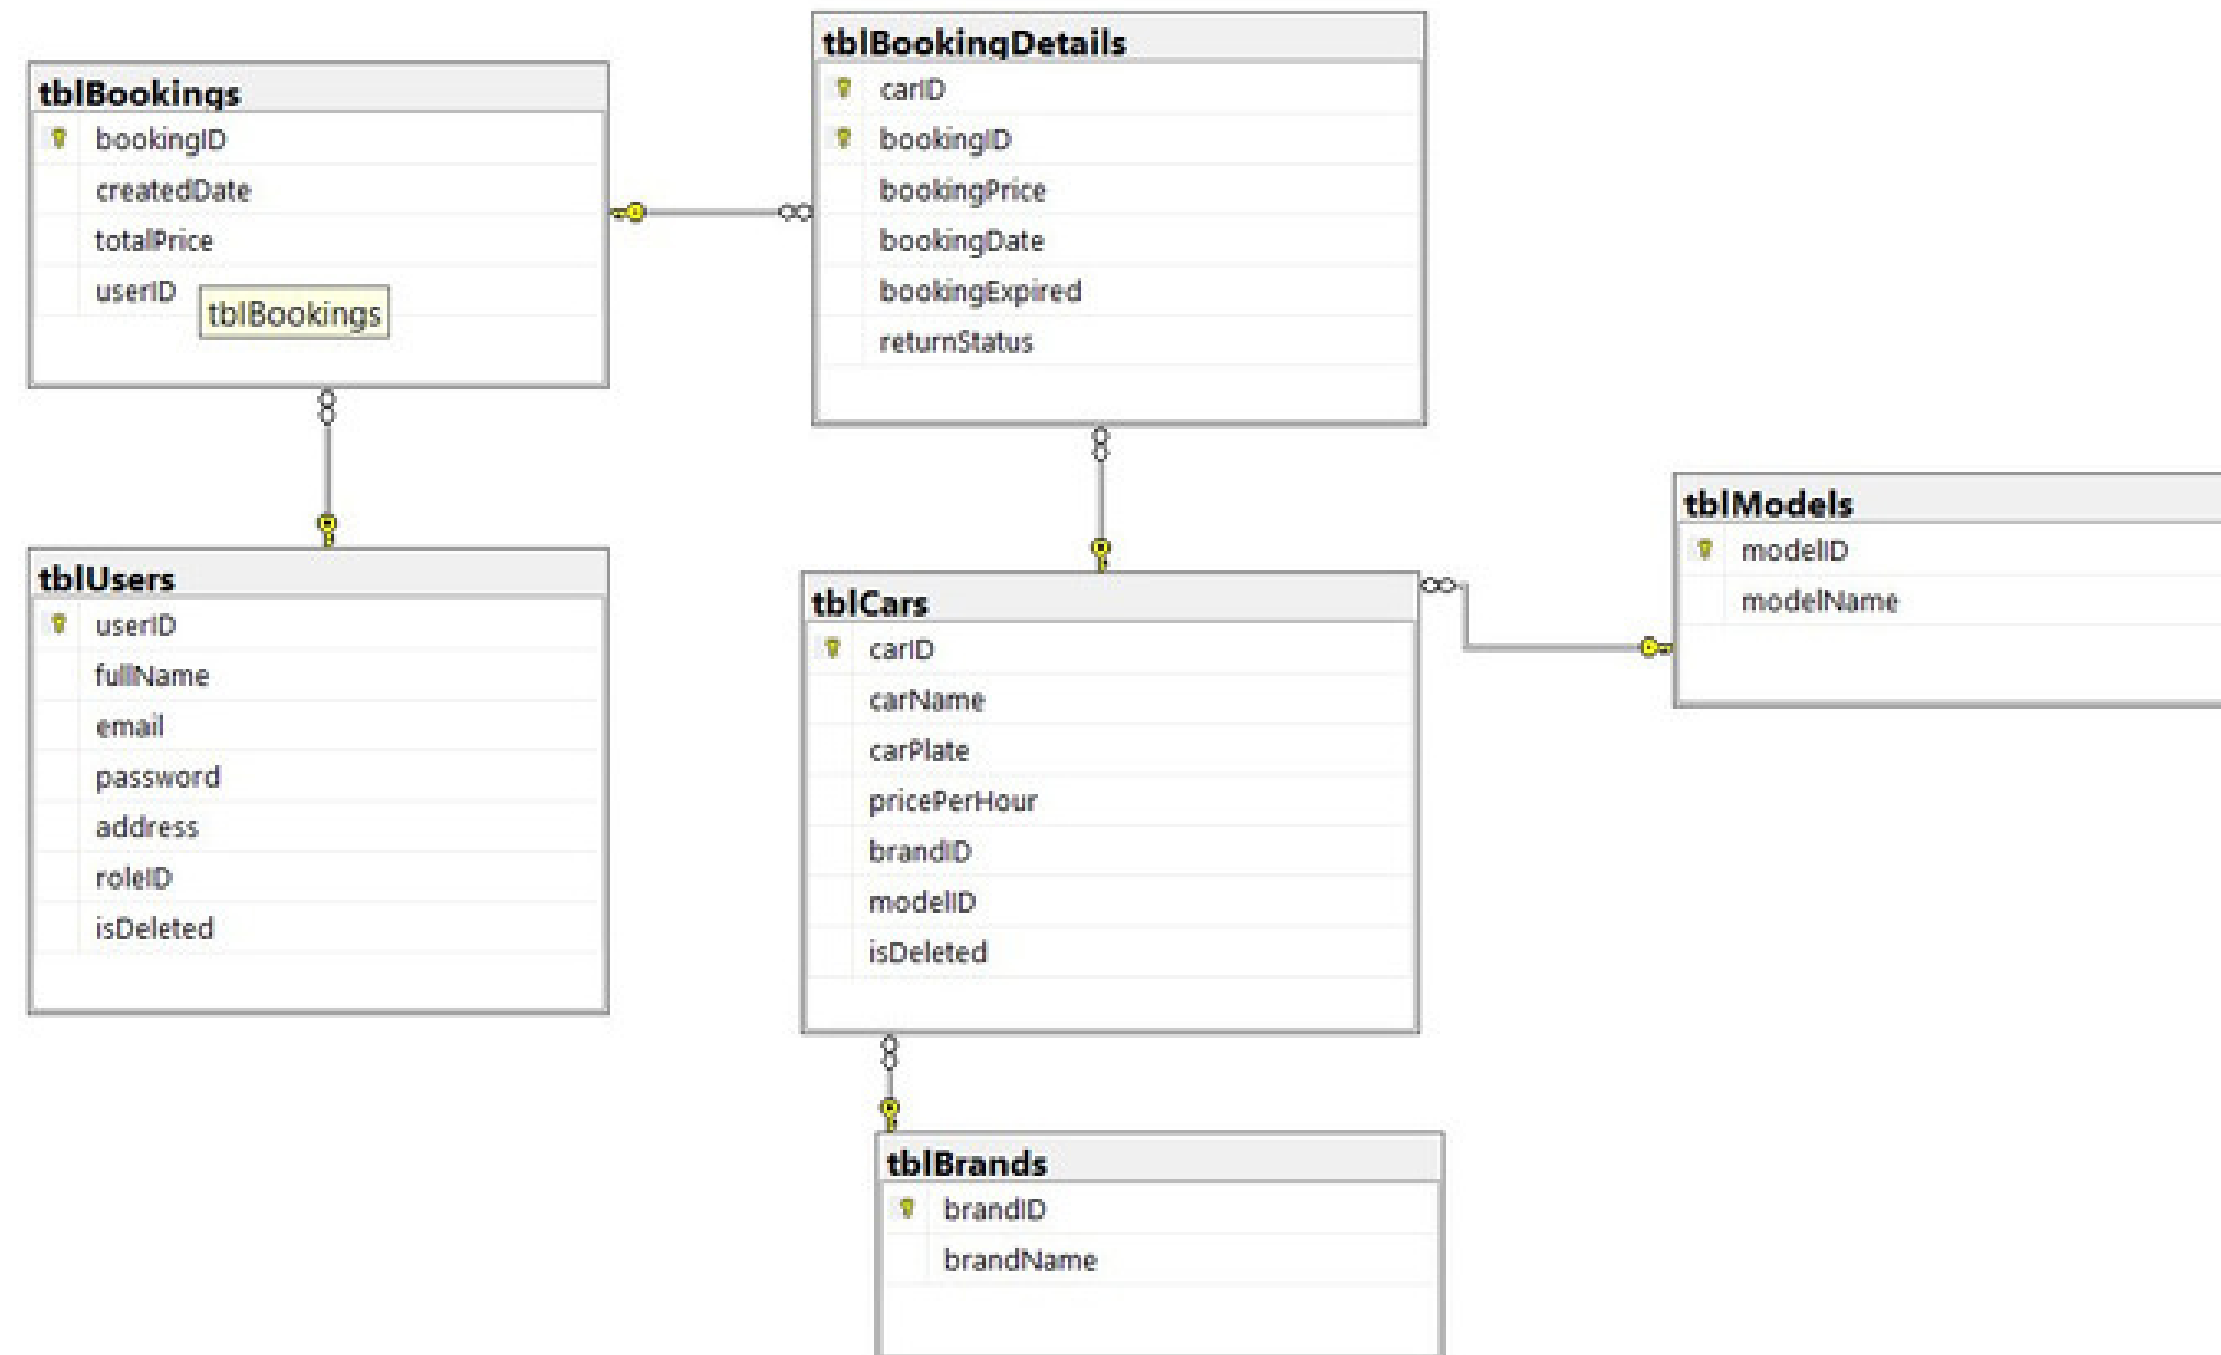 tblBookings
bookingID
createdDate
totalPrice
userID
tblBookings
tblBookingDetails
carID
bookingID
bookingPrice
bookingDate
bookingExpired
returnStatus
tblUsers
userID
fullName
email
password
address
roleID
isDeleted
tblCars
carID
carName
carPlate
pricePerHour
brandID
modelID
isDeleted
tblModels
modelID
modelName
tblBrands
brandID
brandName